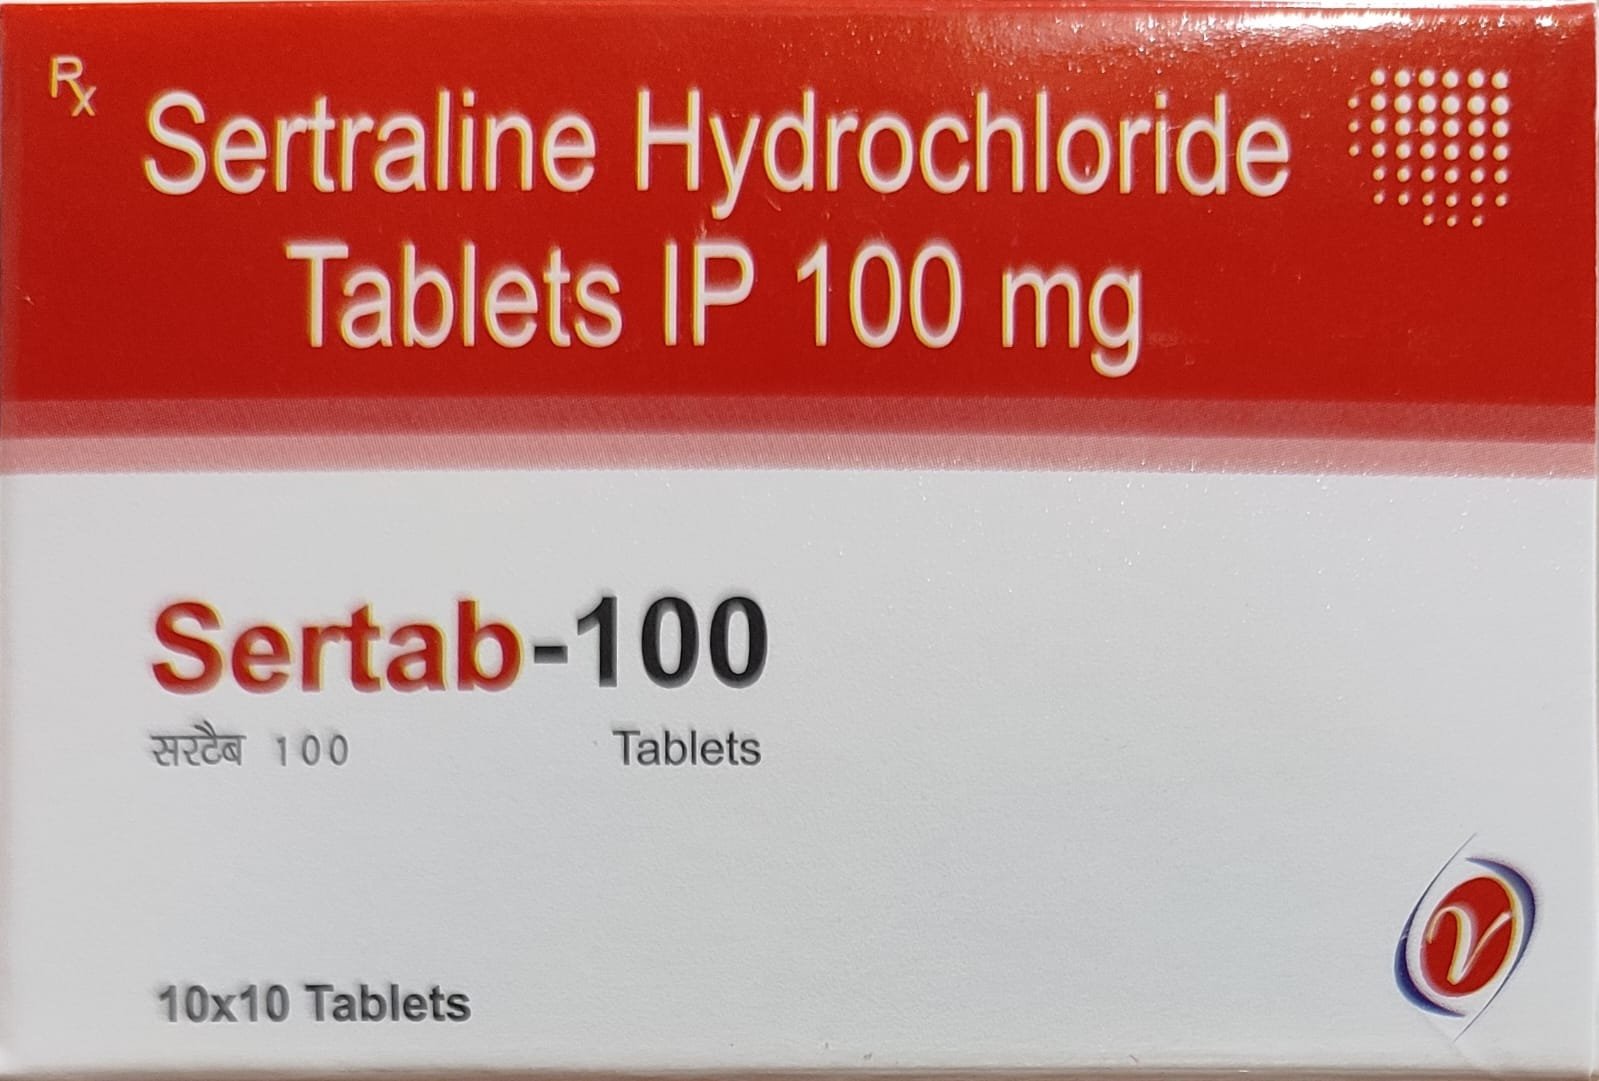 Rx
Sertraline Hydrochloride
Tablets IP 100 mg
Sertab-100
सरटैब 100 Tablets
10x10 Tablets
V